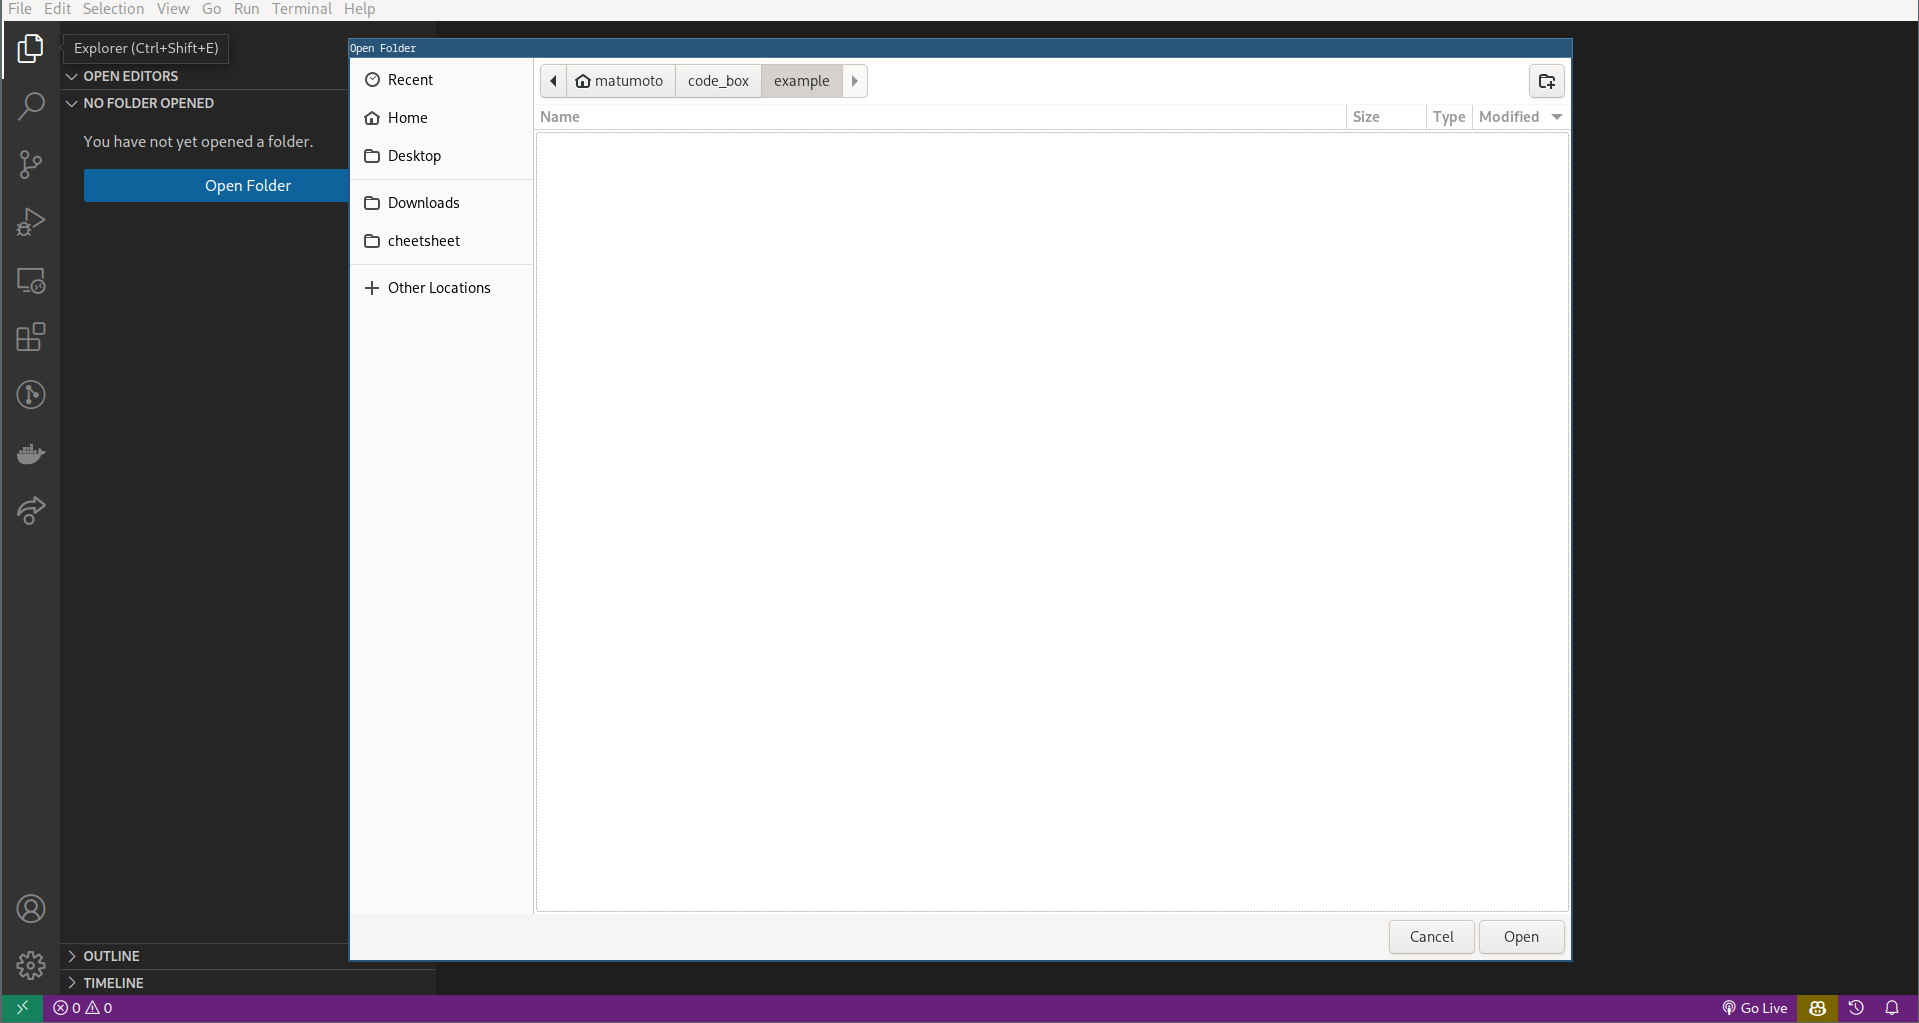 File Edit Selection View Go Run Terminal Help
Explorer (Ctrl+Shift+E)
OPEN EDITORS
NO FOLDER OPENED
You have not yet opened a folder.
Open Folder
Open Folder
Recent
Home
Desktop
Downloads
cheetsheet
Other Locations
matumoto code_box example
Name Size Type Modified
Cancel Open
OUTLINE
TIMELINE
0 0 Go Live